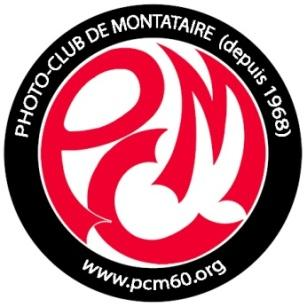 PHOTO-CLUB DE MONTATAIRE (depuis 1968)
PCM
www.pcm60.org